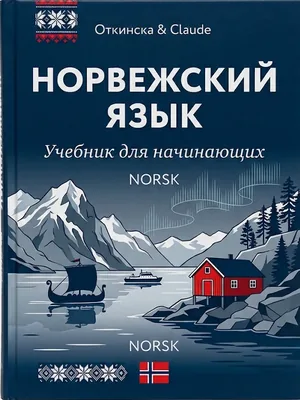 Откинска & Claude
НОРВЕЖСКИЙ
ЯЗЫК
Учебник для начинающих
NORSK
NORSK